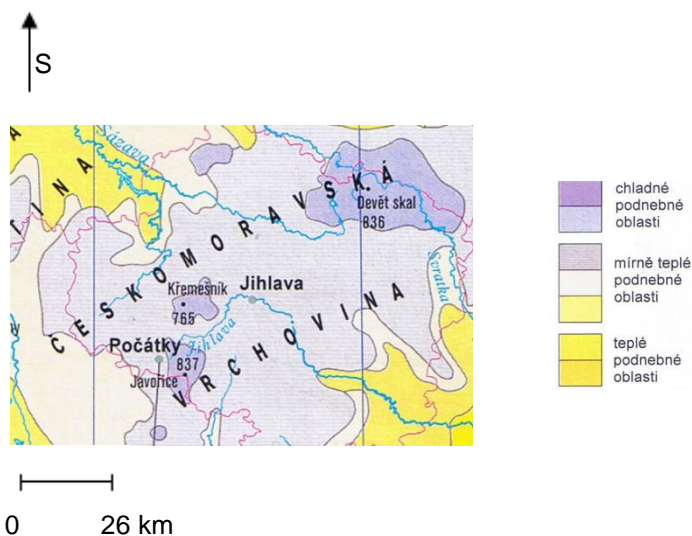 S
Sázava
TINA
ČESKOMORAVSKÁ
Devět skal
836
Křemešník
765
Jihlava
Svratka
Počátky
Jihlava
837
Javořice
VRCHOVINA
chladné
podnebné
oblasti
mírně teplé
podnebné
oblasti
teplé
podnebné
oblasti
0 26 km